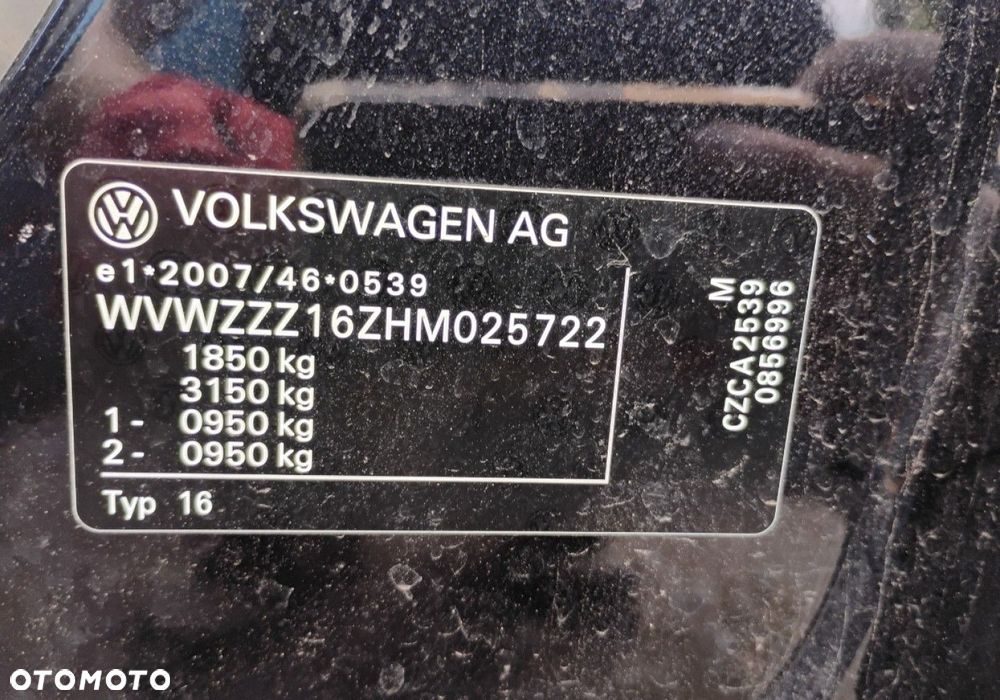 VOLKSWAGEN AG
e1*2007/46*0539
WVWZZZ16ZHM025722
1850 kg
3150 kg
1- 0950 kg
2- 0950 kg
Typ 16
M
CZCA2539
0856996
OTOMOTO